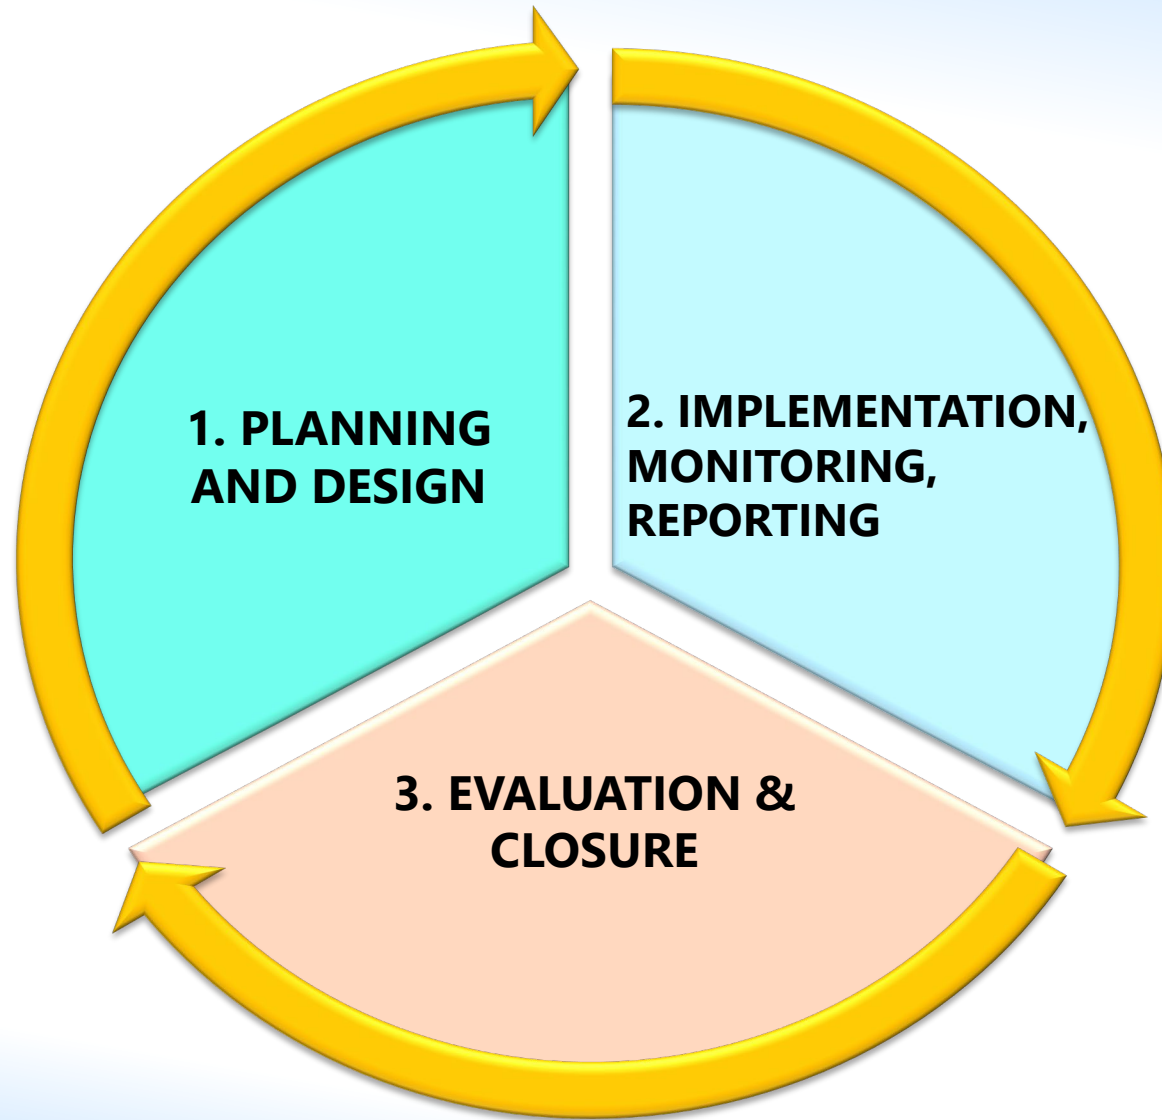 1. PLANNING
AND DESIGN
2. IMPLEMENTATION,
MONITORING,
REPORTING
3. EVALUATION &
CLOSURE